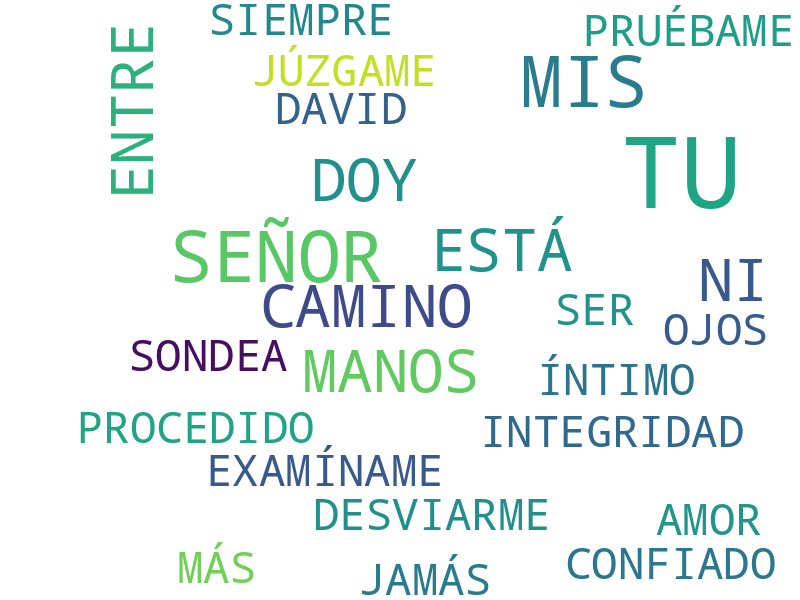 SIEMPRE
PRUÉBAME
ENTRE
JÚZGAME
MIS
DAVID
TU
DOY
SEÑOR
ESTÁ
NI
CAMINO
SER
OJOS
SONDEA
MANOS
ÍNTIMO
PROCEDIDO
INTEGRIDAD
EXAMÍNAME
DESVIARME
AMOR
MÁS
JAMÁS
CONFIADO